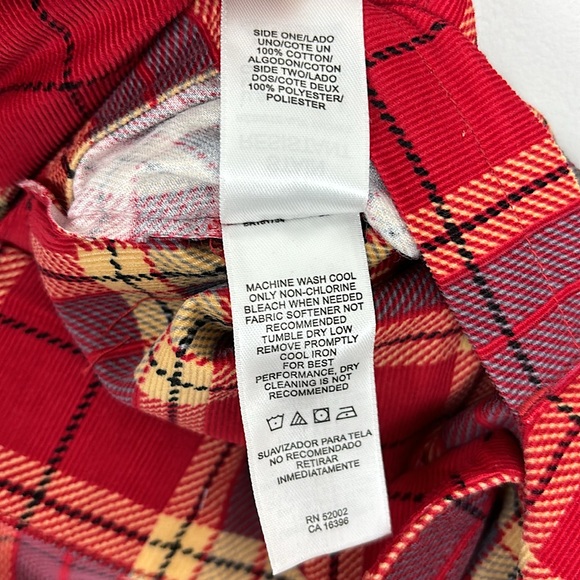 SIDE ONE/LADO
UNO/COTE UN
100% COTTON/
ALGODON/COTON
SIDE TWO/LADO
DOS/COTE DEUX
100% POLYESTER/
POLIESTER
RESISTANT
STAIN
MACHINE WASH COOL
ONLY NON-CHLORINE
BLEACH WHEN NEEDED
FABRIC SOFTENER NOT
RECOMMENDED
TUMBLE DRY LOW
REMOVE PROMPTLY
COOL IRON
FOR BEST
PERFORMANCE, DRY
CLEANING IS NOT
RECOMMENDED
SUAVIZADOR PARA TELA
NO RECOMENDADO
RETIRAR
INMEDIATAMENTE
RN 52002
CA 16396